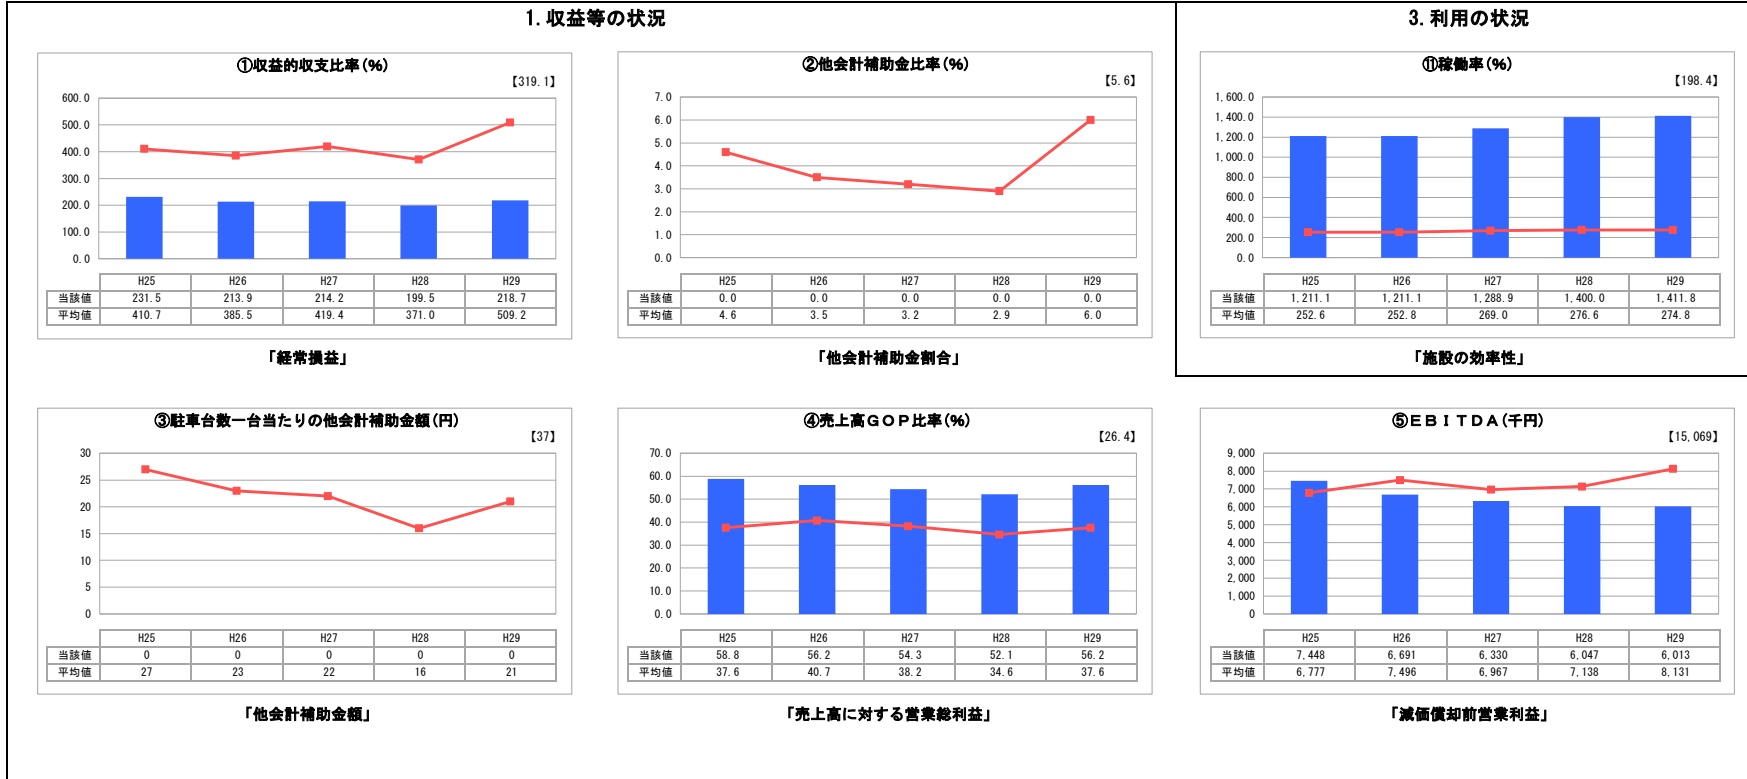 1. 収益等の状況
3. 利用の状況
①収益的収支比率(%)
【319.1】
600.0
500.0
400.0
300.0
200.0
100.0
0.0
H25 H26 H27 H28 H29
当該値 231.5 213.9 214.2 199.5 218.7
平均値 410.7 385.5 419.4 371.0 509.2
「経常損益」
②他会計補助金比率(%)
【5.6】
7.0
6.0
5.0
4.0
3.0
2.0
1.0
0.0
H25 H26 H27 H28 H29
当該値 0.0 0.0 0.0 0.0 0.0
平均値 4.6 3.5 3.2 2.9 6.0
「他会計補助金割合」
⑪稼働率(%)
【198.4】
1,600.0
1,400.0
1,200.0
1,000.0
800.0
600.0
400.0
200.0
0.0
H25 H26 H27 H28 H29
当該値 1,211.1 1,211.1 1,288.9 1,400.0 1,411.8
平均値 252.6 252.8 269.0 276.6 274.8
「施設の効率性」
③駐車台数一台当たりの他会計補助金額(円)
【37】
30
25
20
15
10
5
0
H25 H26 H27 H28 H29
当該値 0 0 0 0 0
平均値 27 23 22 16 21
「他会計補助金額」
④売上高ＧＯＰ比率(%)
【26.4】
70.0
60.0
50.0
40.0
30.0
20.0
10.0
0.0
H25 H26 H27 H28 H29
当該値 58.8 56.2 54.3 52.1 56.2
平均値 37.6 40.7 38.2 34.6 37.6
「売上高に対する営業総利益」
⑤ＥＢＩＴＤＡ(千円)
【15,069】
9,000
8,000
7,000
6,000
5,000
4,000
3,000
2,000
1,000
0
H25 H26 H27 H28 H29
当該値 7,448 6,691 6,330 6,047 6,013
平均値 6,777 7,496 6,967 7,138 8,131
「減価償却前営業利益」